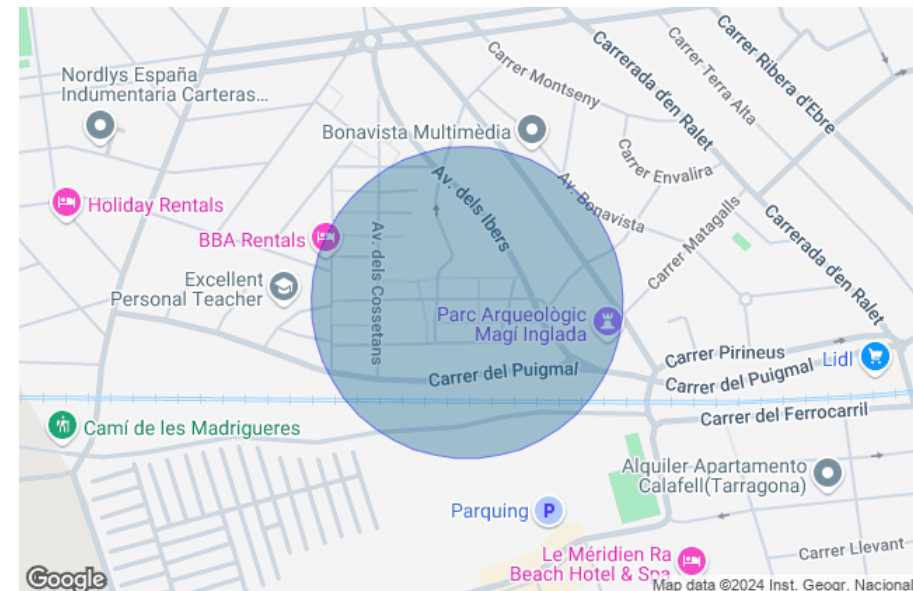 Carrer Montseny
Carrerada d'en Ralet
Carrer Terra Alta
Carrer Ribera d'Ebre
Nordlys España
Indumentaria Carteras...
Bonavista Multimèdia
Carrer Envalira
Av. dels Ibers
Av. Bonavista
Holiday Rentals
Carrer Matagalls
Carrerada d'en Ralet
BBA Rentals
Av. dels Cossetans
Excellent
Personal Teacher
Parc Arqueològic
Magí Inglada
Carrer Pirineus
Lidl
Carrer del Puigmal
Carrer del Puigmal
Carrer del Ferrocarril
Camí de les Madrigueres
Alquiler Apartamento
Calafell(Tarragona)
Parquing
P
Carrer Llevant
Le Méridien Ra
Beach Hotel & Spa
Google
Map data ©2024 Inst. Geogr. Nacional